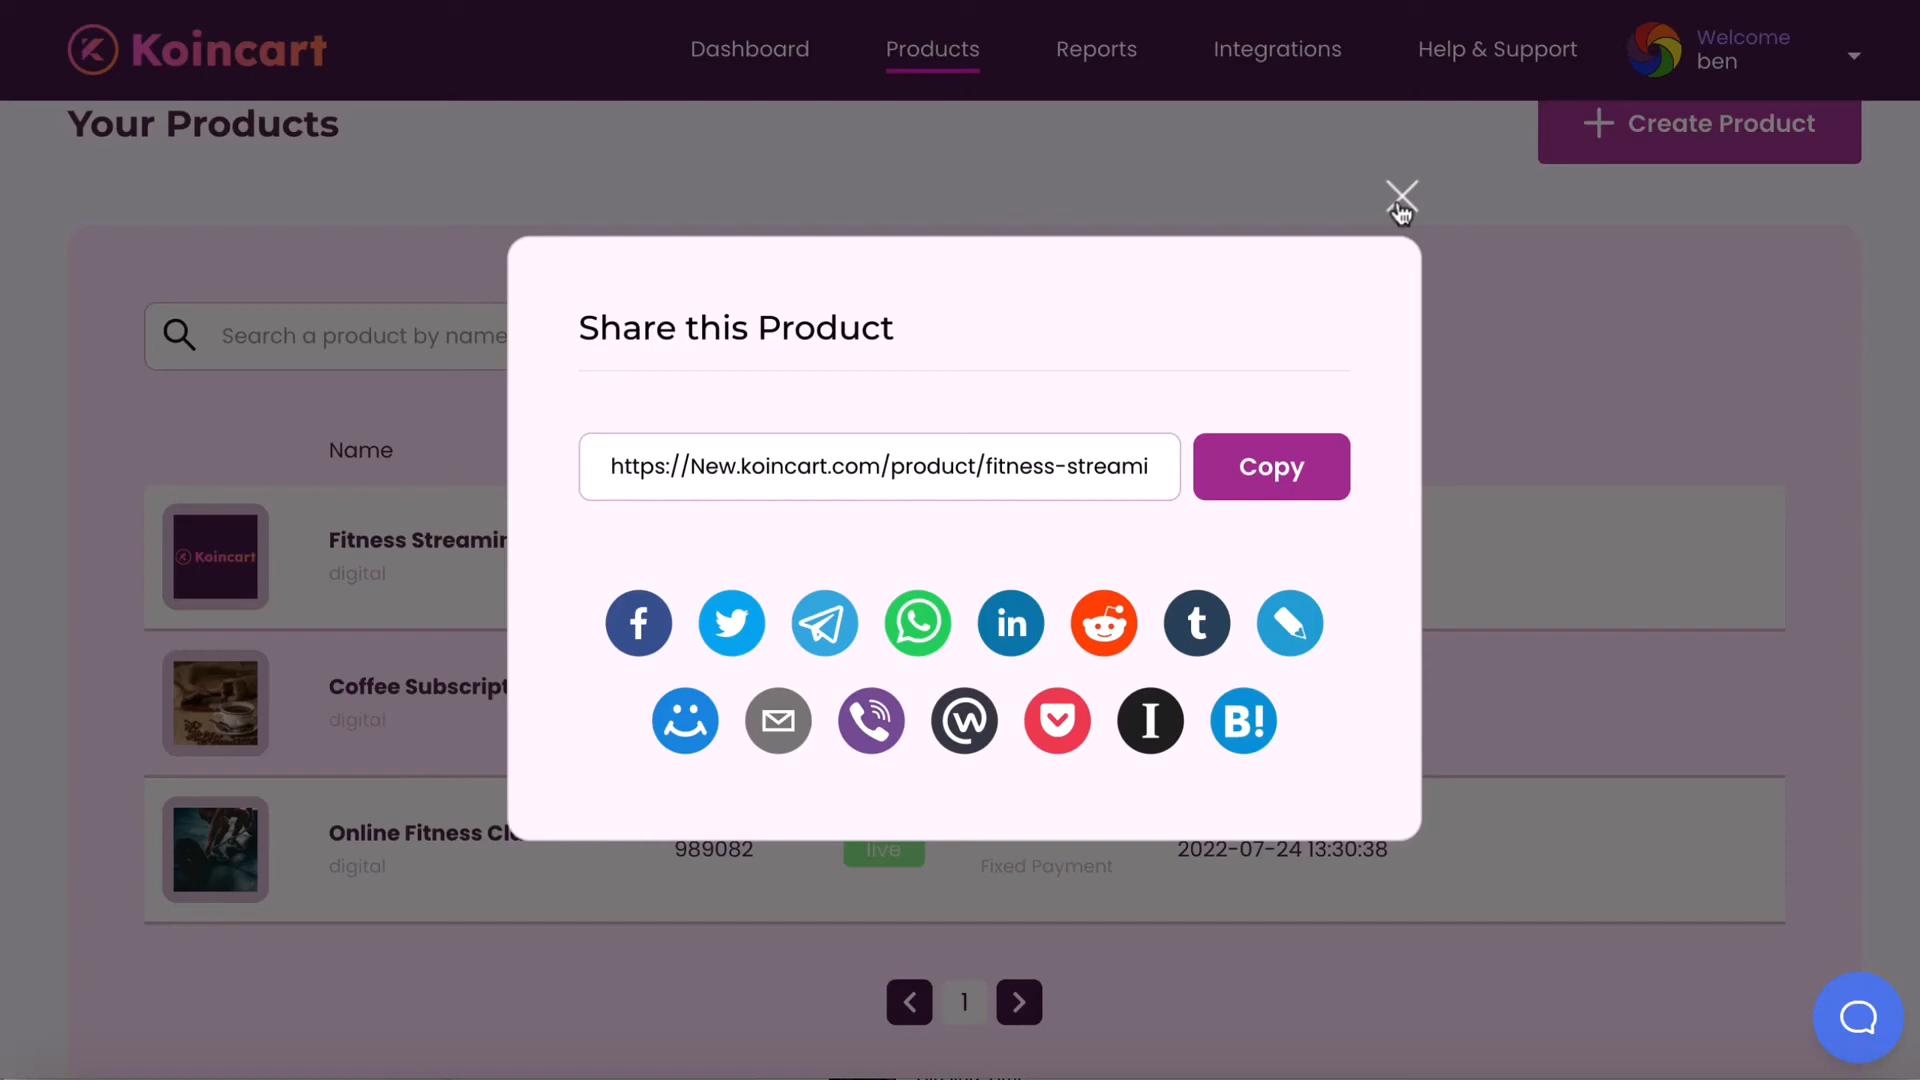 Koincart
Dashboard
Products
Reports
Integrations
Help & Support
Welcome
ben
Your Products
Create Product
Search a product by name
Share this Product
https://New.koincart.com/product/fitness-streami
Copy
Name
Koincart
Fitness Streamin
digital
Coffee Subscript
digital
Online Fitness Cl
digital
989082
live
Fixed Payment
2022-07-24 13:30:38
1